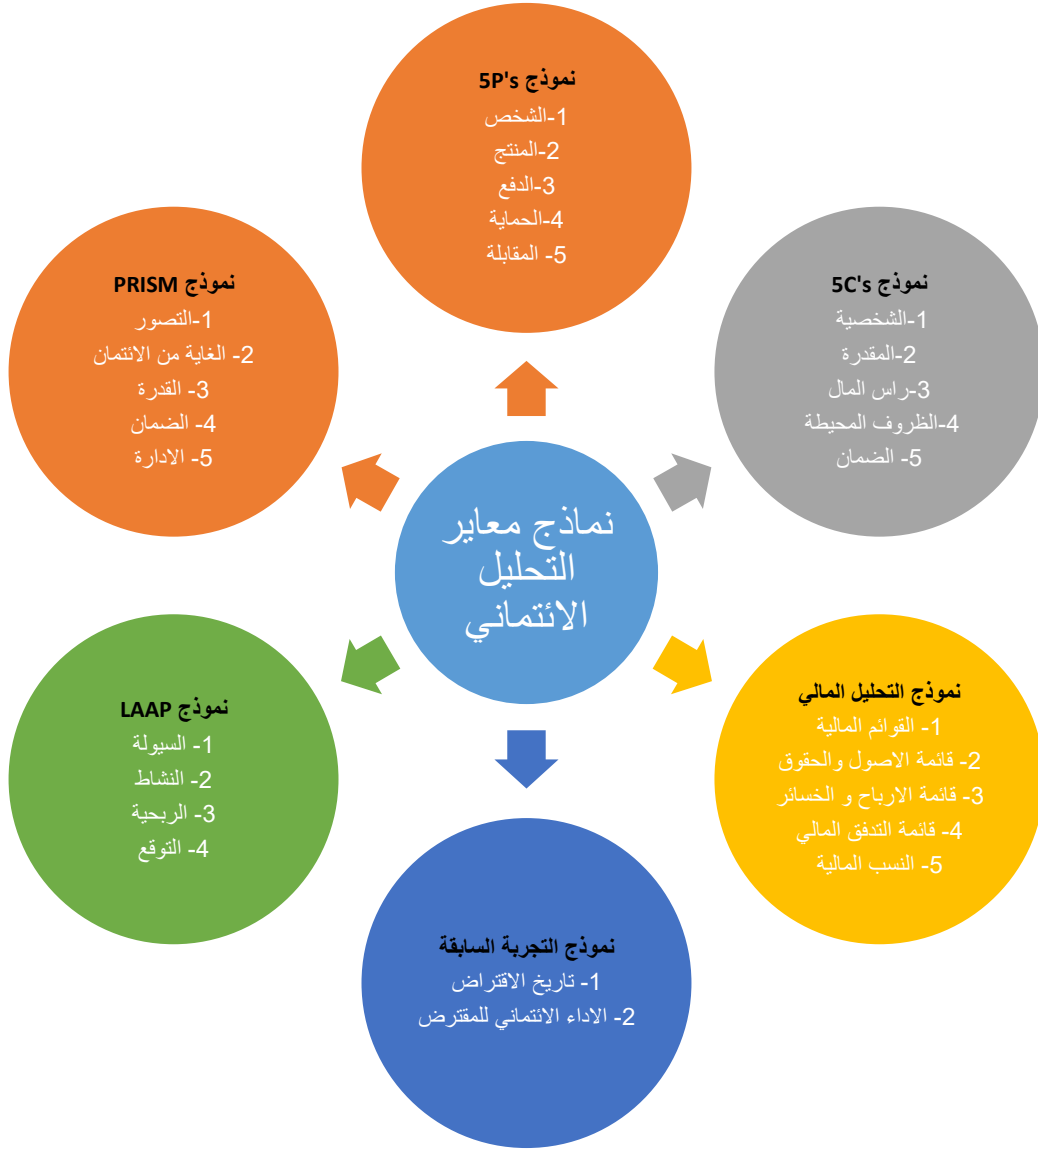 نموذج 5P's
1-الشخص
2-المنتج
3-الدفع
4-الحماية
5- المقابلة
نموذج PRISM
1-التصور
2- الغاية من الائتمان
3- القدرة
4- الضمان
5- الادارة
نموذج 5C's
1-الشخصية
2-المقدرة
3-راس المال
4-الظروف المحيطة
5- الضمان
نماذج معاير
التحليل
الائتماني
نموذج LAAP
1- السيولة
2- النشاط
3- الربحية
4- التوقع
نموذج التحليل المالي
1- القوائم المالية
2- قائمة الاصول والحقوق
3- قائمة الارباح و الخسائر
4- قائمة التدفق المالي
5- النسب المالية
نموذج التجربة السابقة
1- تاريخ الاقتراض
2- الاداء الائتماني للمقترض